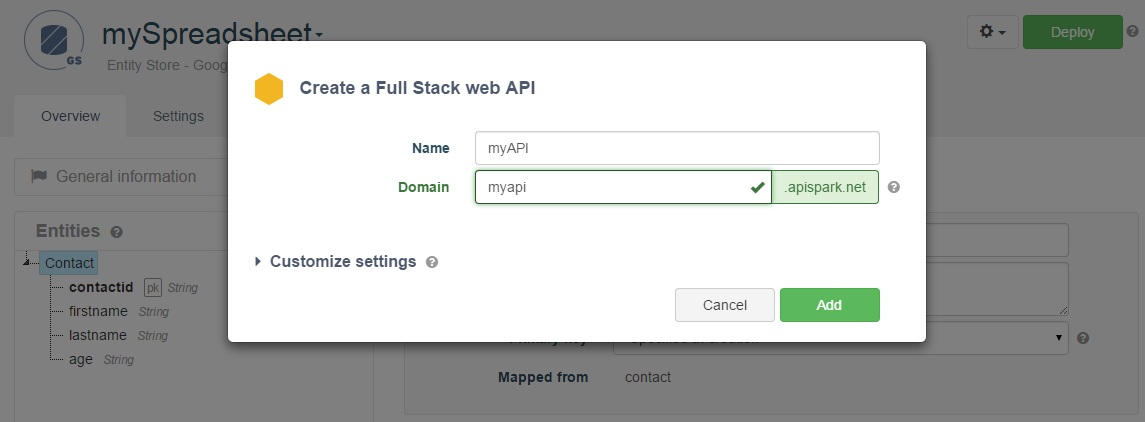 mySpreadsheet
GS
Entity Store - Goog
Deploy
Overview
Settings
General information
Entities
Contact
contactid pk String
firstname String
lastname String
age String
Create a Full Stack web API
Name myAPI
Domain myapi .apispark.net
Customize settings
Cancel Add
Mapped from contact